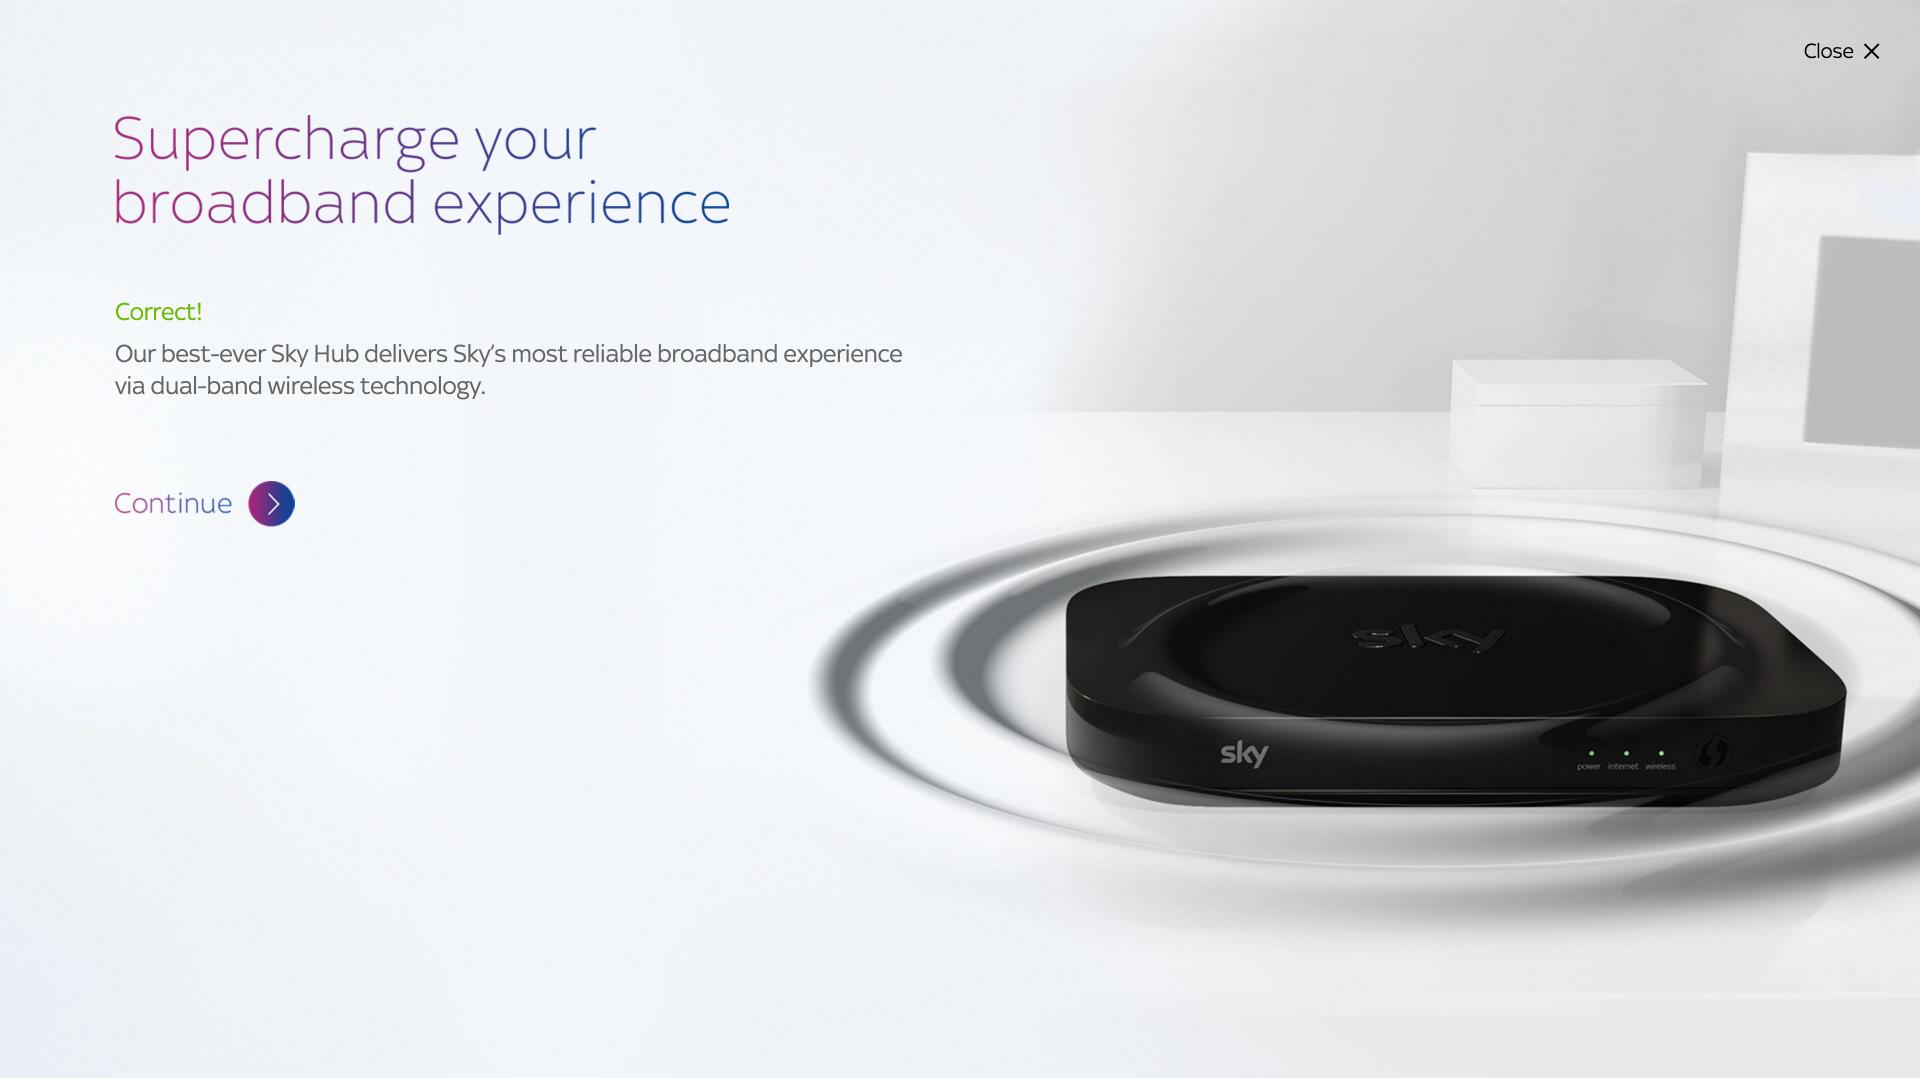 Close
Supercharge your
broadband experience
Correct!
Our best-ever Sky Hub delivers Sky's most reliable broadband experience
via dual-band wireless technology.
Continue
sky
sky
power internet wireless